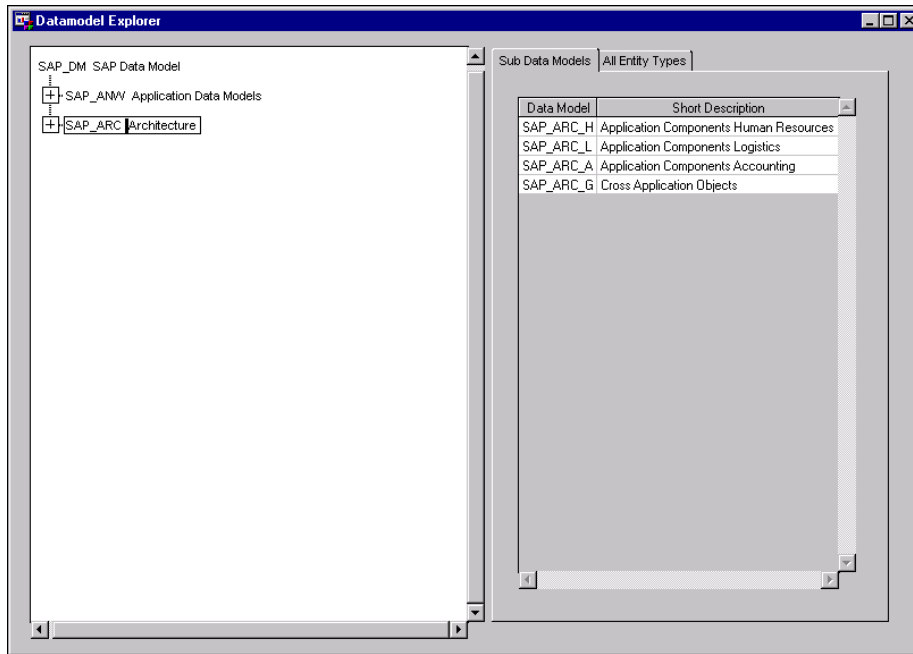 Datamodel Explorer
SAP_DM SAP Data Model
SAP_ANW Application Data Models
SAP_ARC Architecture
Sub Data Models All Entity Types
Data Model Short Description
SAP_ARC_H Application Components Human Resources
SAP_ARC_L Application Components Logistics
SAP_ARC_A Application Components Accounting
SAP_ARC_G Cross Application Objects